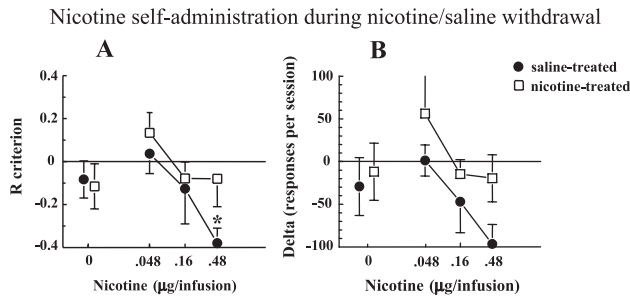 Nicotine self-administration during nicotine/saline withdrawal
A
B
saline-treated
nicotine-treated
R criterion
0.4
0.2
0
-0.2
-0.4
*
0
.048
.16
.48
Nicotine (µg/infusion)
Delta (responses per session)
100
50
0
-50
-100
0
.048
.16
.48
Nicotine (µg/infusion)